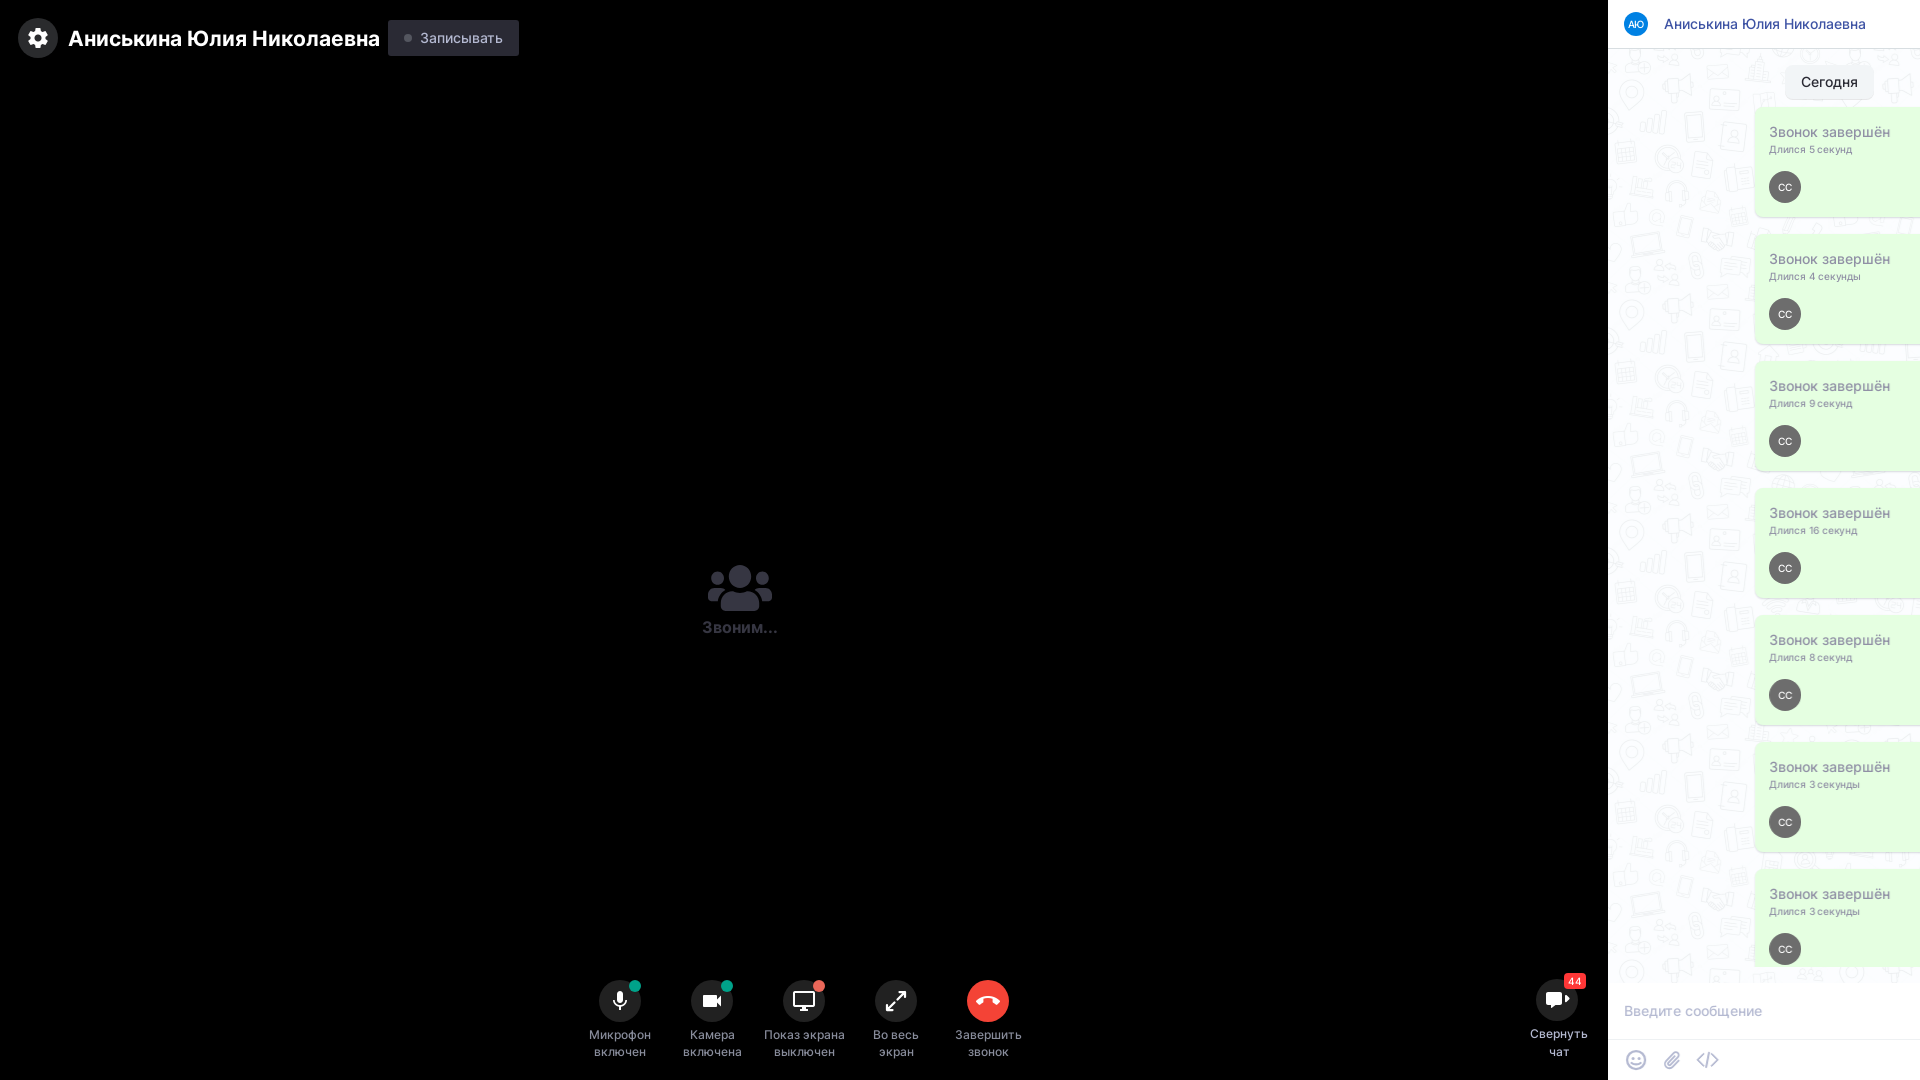 Аниськина Юлия Николаевна
Записывать
Звоним...
Микрофон
включен
Камера
включена
Показ экрана
выключен
Во весь
экран
Завершить
звонок
44
Свернуть
чат
АЮ
Аниськина Юлия Николаевна
Сегодня
Звонок завершён
Длился 5 секунд
СС
Звонок завершён
Длился 4 секунды
СС
Звонок завершён
Длился 9 секунд
СС
Звонок завершён
Длился 16 секунд
СС
Звонок завершён
Длился 8 секунд
СС
Звонок завершён
Длился 3 секунды
СС
Звонок завершён
Длился 3 секунды
СС
Введите сообщение